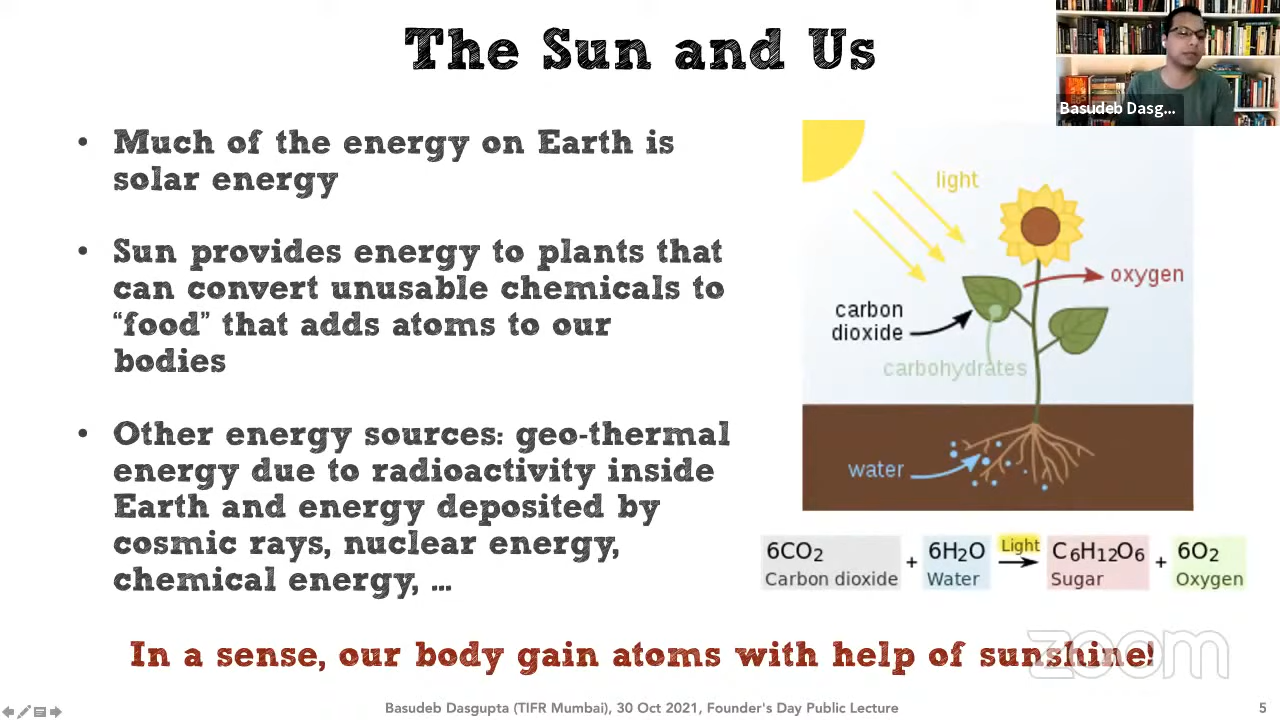 The Sun and Us
Basudeb Dasg...
• Much of the energy on Earth is
solar energy
• Sun provides energy to plants that
can convert unusable chemicals to
“food” that adds atoms to our
bodies
• Other energy sources: geo-thermal
energy due to radioactivity inside
Earth and energy deposited by
cosmic rays, nuclear energy,
chemical energy, ...
light
oxygen
carbon
dioxide
carbohydrates
water
6CO₂ + 6H₂O Light C₆H₁₂O₆ + 6O₂
Carbon dioxide Water Sugar Oxygen
In a sense, our body gain atoms with help of sunshine!
zoom
Basudeb Dasgupta (TIFR Mumbai), 30 Oct 2021, Founder's Day Public Lecture
5